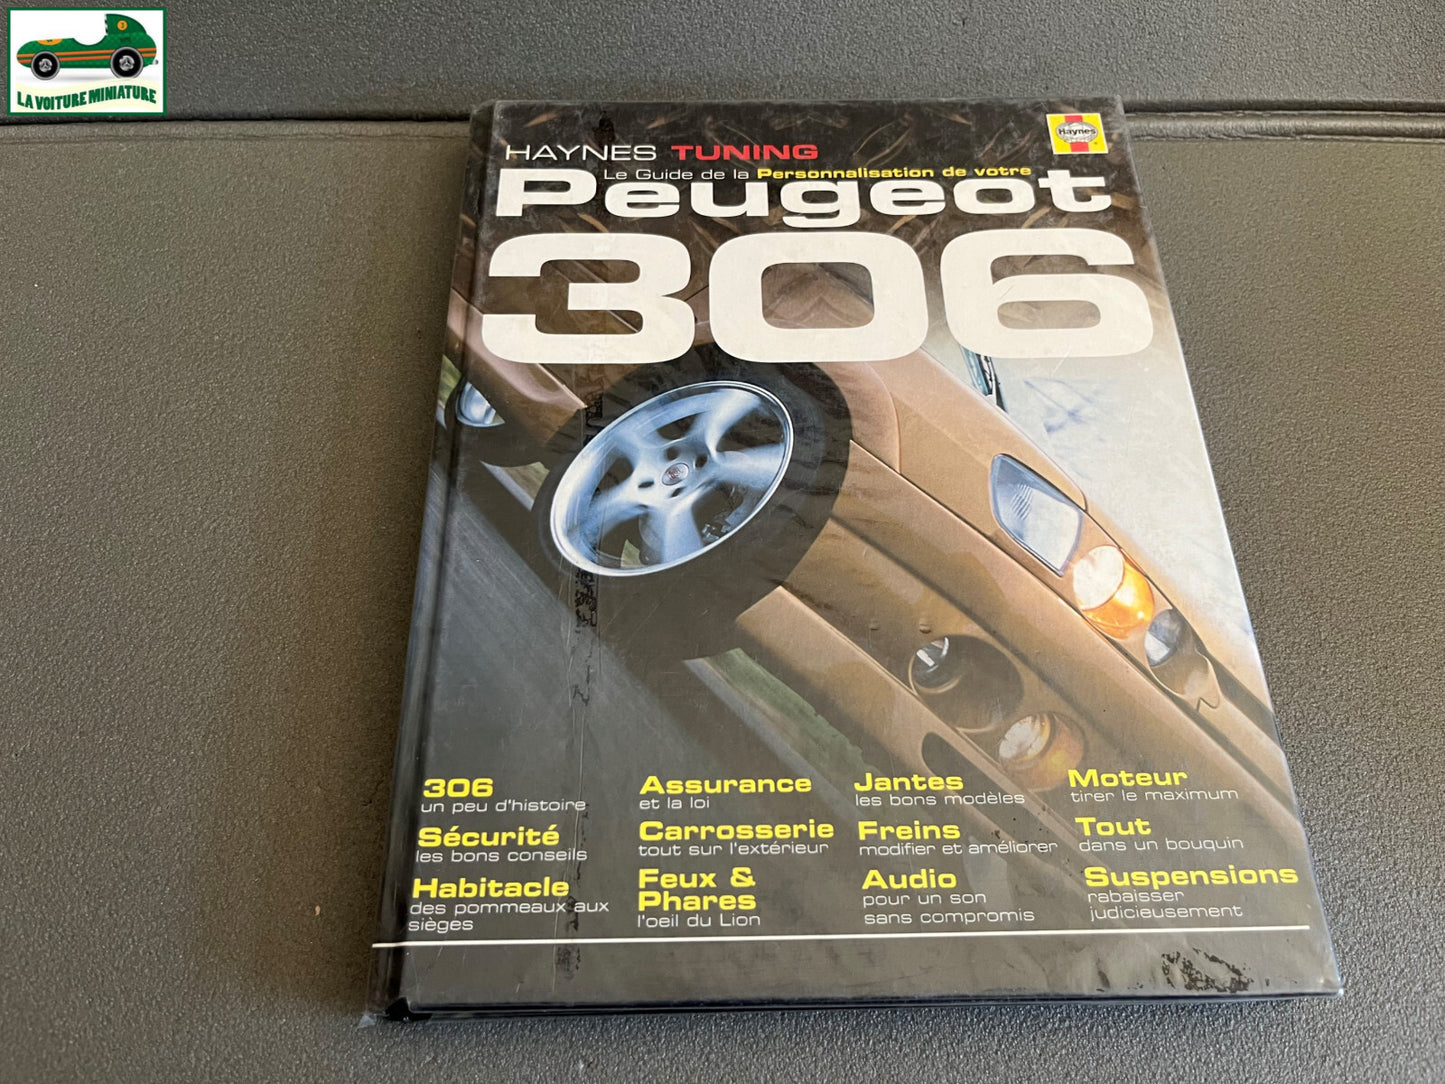 3
LA VOITURE MINIATURE
Haynes
HAYNES TUNING
Le Guide de la Personnalisation de votre
Peugeot
306
306
un peu d'histoire
Sécurité
les bons conseils
Habitacle
des pommeaux aux
sièges
Assurance
et la loi
Carrosserie
tout sur l'extérieur
Feux &
Phares
l'oeil du Lion
Jantes
les bons modèles
Freins
modifier et améliorer
Audio
pour un son
sans compromis
Moteur
tirer le maximum
Tout
dans un bouquin
Suspensions
rabaisser
judicieusement